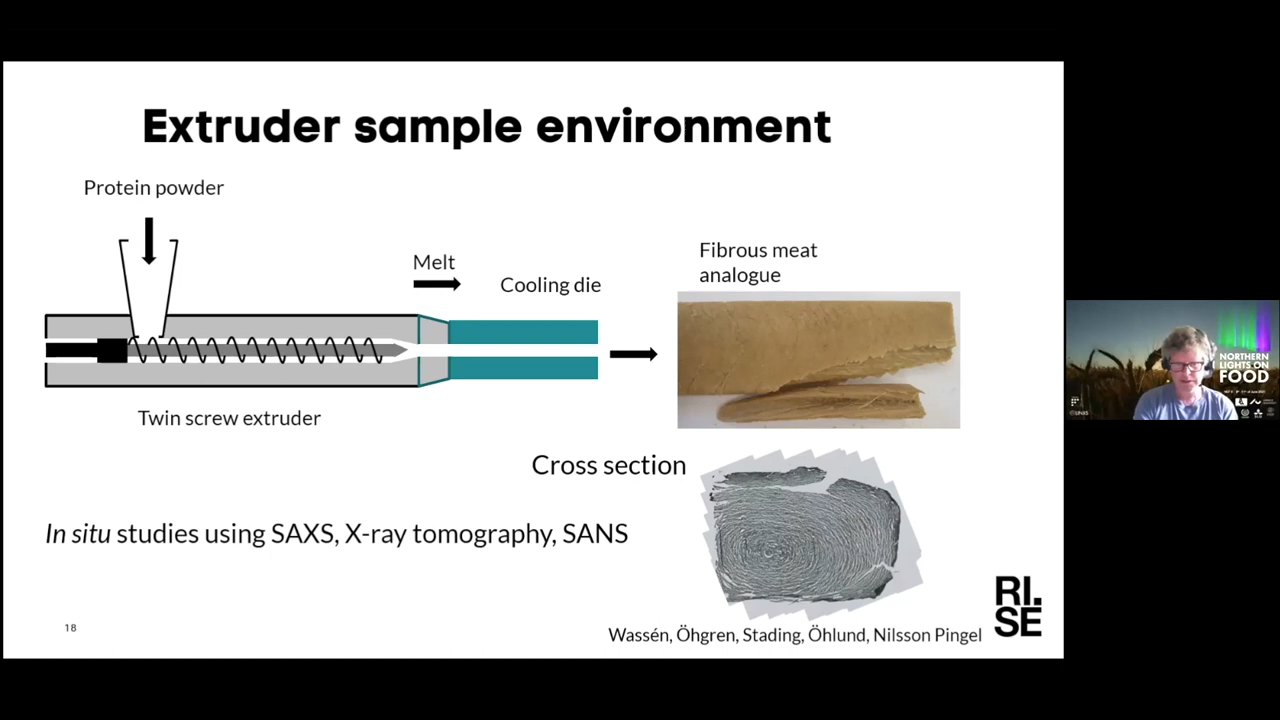 Extruder sample environment
Protein powder
Melt
Cooling die
Fibrous meat
analogue
Twin screw extruder
Cross section
In situ studies using SAXS, X-ray tomography, SANS
18
Wassén, Öhgren, Stading, Öhlund, Nilsson Pingel
RI.
SE
NORTHERN
LIGHTS ON
FOOD